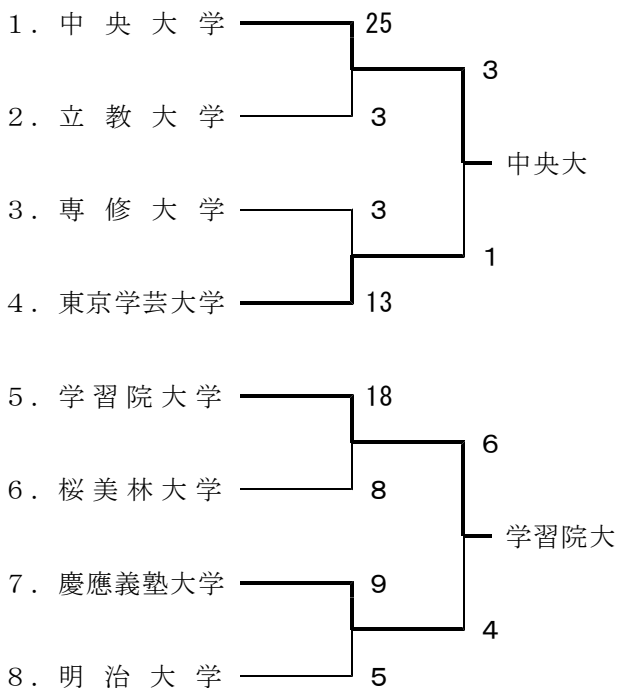 １．中央大学 25
3
２．立教大学 3
中央大
３．専修大学 3
1
４．東京学芸大学 13
５．学習院大学 18
6
６．桜美林大学 8
学習院大
７．慶應義塾大学 9
4
８．明治大学 5